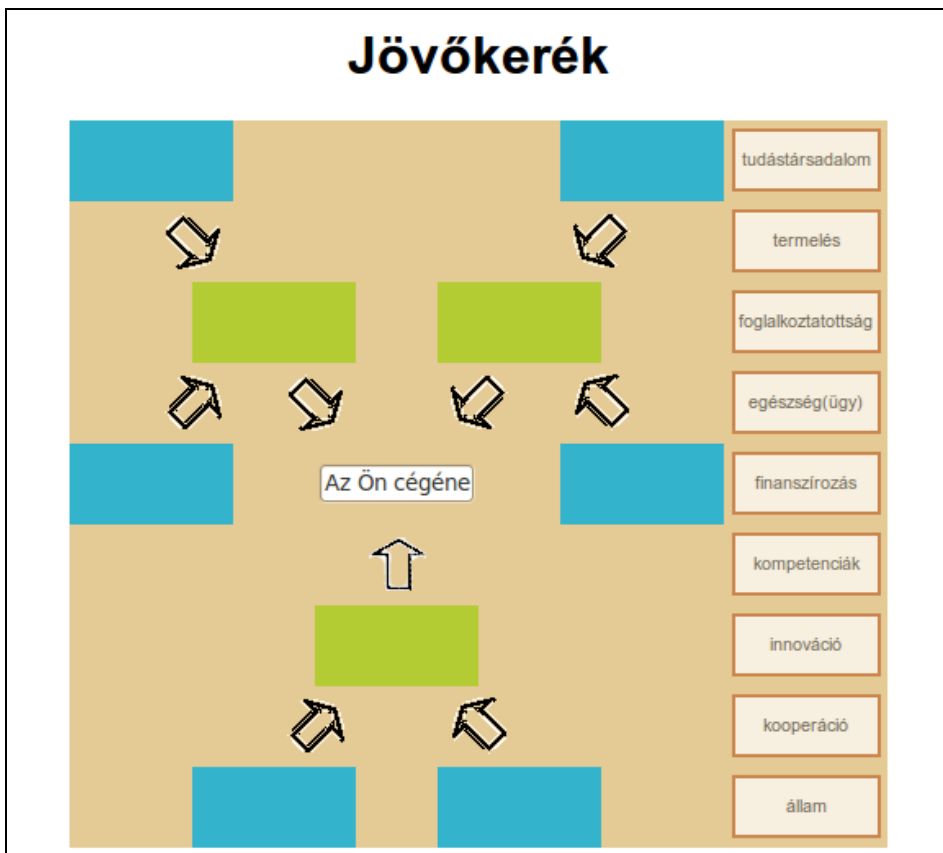 Jövőkerék
tudástársadalom
termelés
foglalkoztatottság
egészség(ügy)
Az Ön cégéne
finanszírozás
kompetenciák
innováció
kooperáció
állam